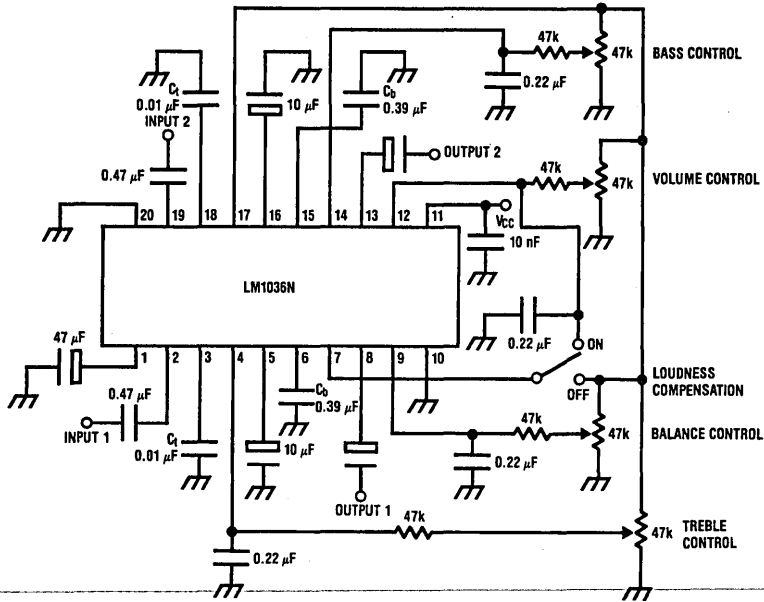 47k
47k
BASS CONTROL
0.22 µF
Ct
0.01 µF
INPUT 2
10 µF
Cb
0.39 µF
OUTPUT 2
0.47 µF
47k
47k
VOLUME CONTROL
20 19 18 17 16 15 14 13 12 11
VCC
10 nF
LM1036N
0.22 µF
ON
47 µF
1 2 3 4 5 6 7 8 9 10
OFF
LOUDNESS
COMPENSATION
0.47 µF
INPUT 1
Ct
0.01 µF
10 µF
Cb
0.39 µF
47k
47k
BALANCE CONTROL
0.22 µF
OUTPUT 1
47k
47k
TREBLE
CONTROL
0.22 µF